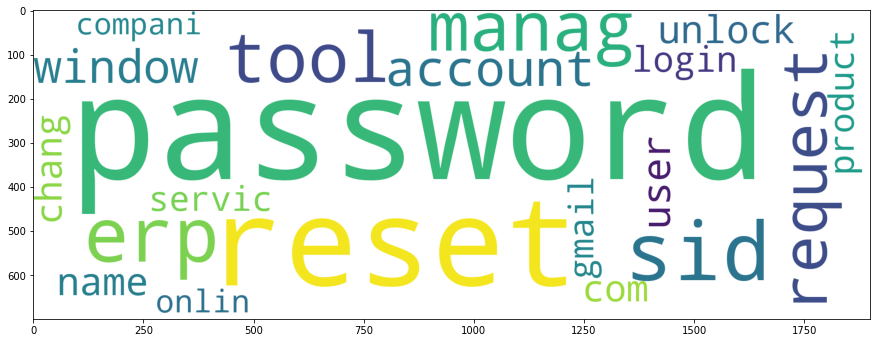 compani
manag
unlock
tool
login
window
account
product
password
request
chang
user
servic
gmail
erp
reset
sid
name
com
onlin
0
100
200
300
400
500
600
0
250
500
750
1000
1250
1500
1750